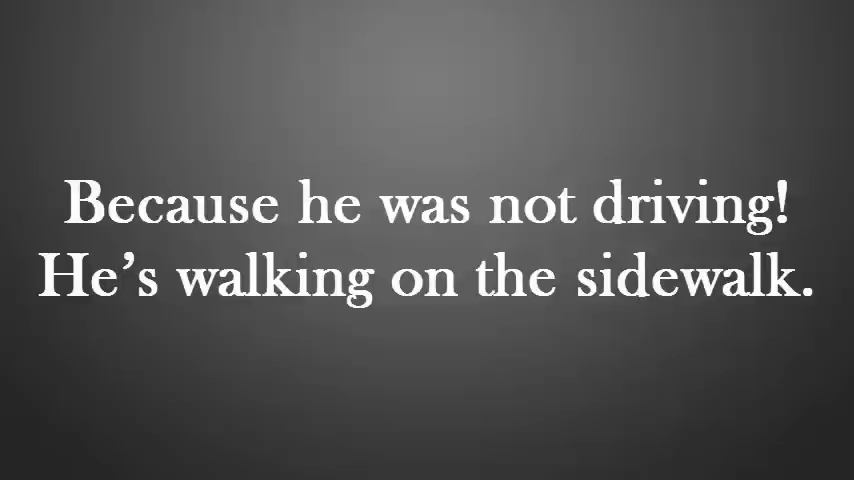 Because he was not driving!
He’s walking on the sidewalk.